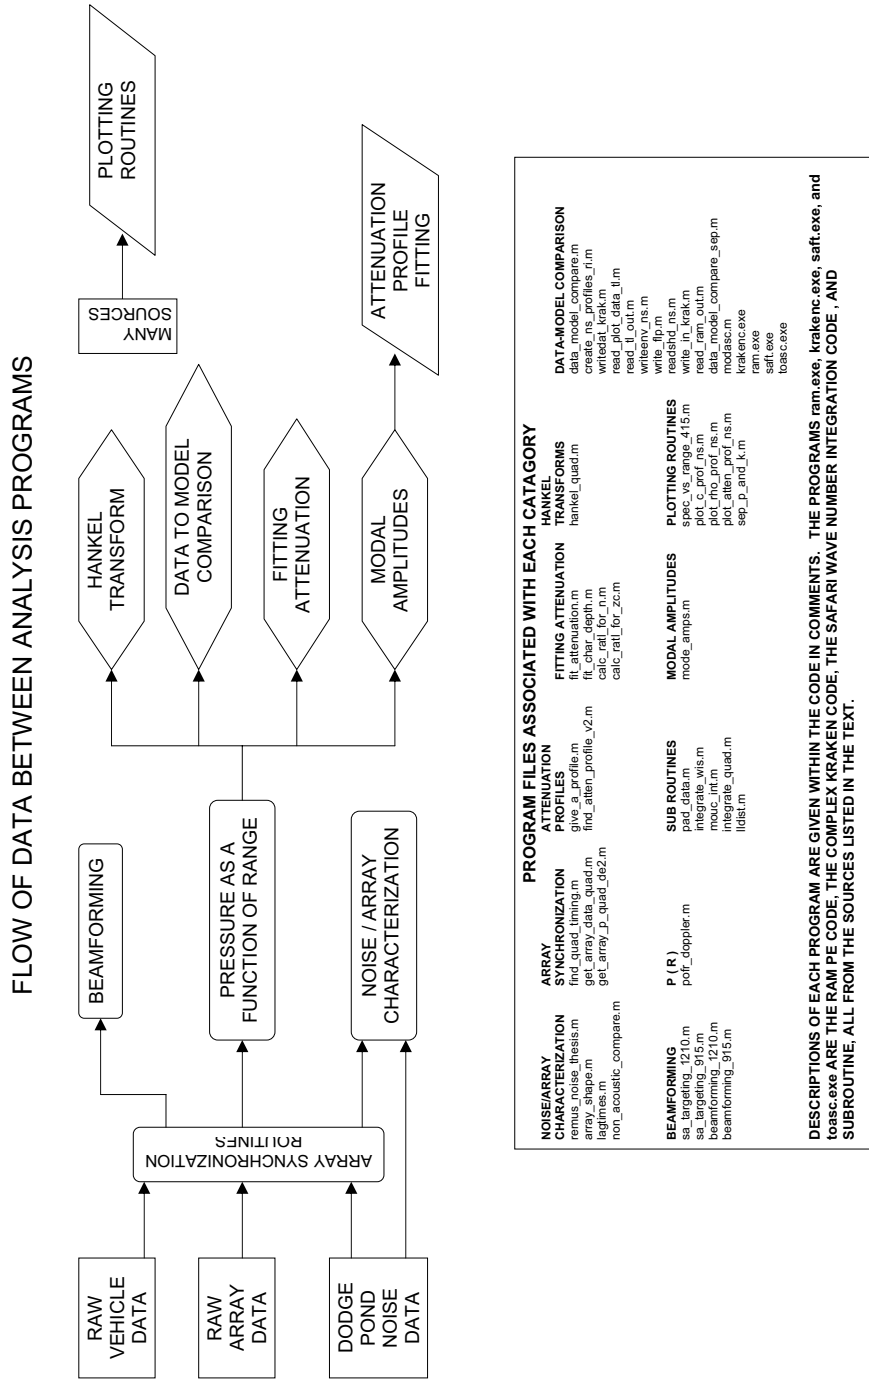 FLOW OF DATA BETWEEN ANALYSIS PROGRAMS
RAW
VEHICLE
DATA
RAW
ARRAY
DATA
DODGE
POND
NOISE
DATA
ARRAY SYNCHRONIZATION
ROUTINES
BEAMFORMING
PRESSURE AS A
FUNCTION OF RANGE
NOISE / ARRAY
CHARACTERIZATION
HANKEL
TRANSFORM
DATA TO MODEL
COMPARISON
FITTING
ATTENUATION
MODAL
AMPLITUDES
MANY
SOURCES
PLOTTING
ROUTINES
ATTENUATION
PROFILE
FITTING
PROGRAM FILES ASSOCIATED WITH EACH CATAGORY
NOISE/ARRAY
CHARACTERIZATION
remus_noise_thesis.m
array_shape.m
lagtimes.m
non_acoustic_compare.m
ARRAY
SYNCHRONIZATION
find_quad_timing.m
get_array_data_quad.m
get_array_p_quad_de2.m
ATTENUATION
PROFILES
give_a_profile.m
find_atten_profile_v2.m
FITTING ATTENUATION
fit_attenuation.m
fit_char_depth.m
calc_ratl_for_n.m
calc_ratl_for_zc.m
HANKEL
TRANSFORMS
hankel_quad.m
DATA-MODEL COMPARISON
data_model_compare.m
create_ns_profiles_ri.m
writedat_krak.m
read_plot_data_tl.m
read_tl_out.m
writeenv_ns.m
write_flp.m
readshd_ns.m
write_in_krak.m
read_ram_out.m
data_model_compare_sep.m
modasc.m
krakenc.exe
ram.exe
saft.exe
toasc.exe
BEAMFORMING
sa_targeting_1210.m
sa_targeting_915.m
beamforming_1210.m
beamforming_915.m
P ( R )
pofr_doppler.m
SUB ROUTINES
pad_data.m
integrate_wis.m
mouc_int.m
integrate_quad.m
lldist.m
MODAL AMPLITUDES
mode_amps.m
PLOTTING ROUTINES
spec_vs_range_415.m
plot_c_prof_ns.m
plot_rho_prof_ns.m
plot_atten_prof_ns.m
sep_p_and_k.m
DESCRIPTIONS OF EACH PROGRAM ARE GIVEN WITHIN THE CODE IN COMMENTS. THE PROGRAMS ram.exe, krakenc.exe, saft.exe, and
toasc.exe ARE THE RAM PE CODE, THE COMPLEX KRAKEN CODE, THE SAFARI WAVE NUMBER INTEGRATION CODE , AND
SUBROUTINE, ALL FROM THE SOURCES LISTED IN THE TEXT.